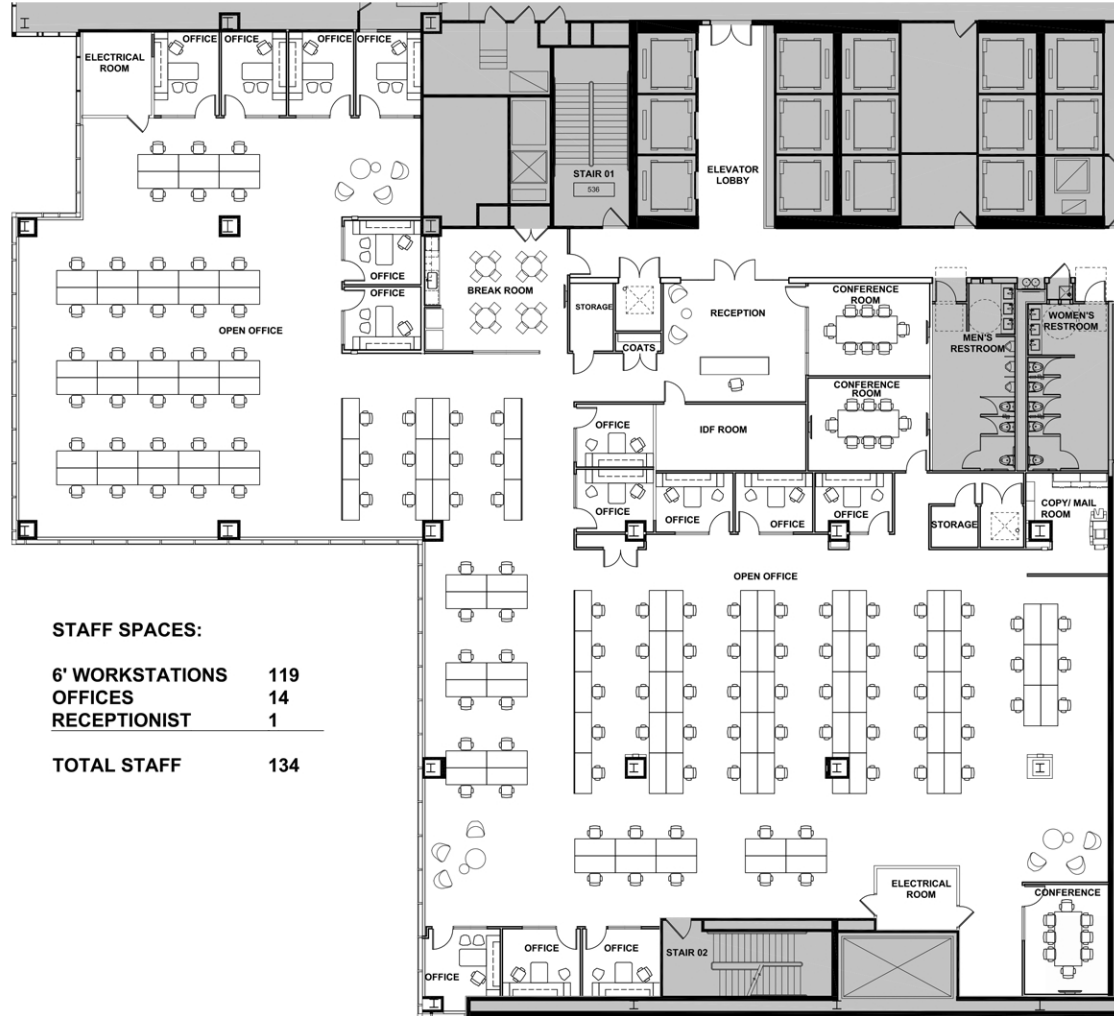 OFFICE
OFFICE
OFFICE
OFFICE
ELECTRICAL
ROOM
STAIR 01
536
ELEVATOR
LOBBY
OFFICE
BREAK ROOM
OFFICE
OPEN OFFICE
STORAGE
COATS
RECEPTION
CONFERENCE
ROOM
MEN'S
RESTROOM
WOMEN'S
RESTROOM
CONFERENCE
ROOM
OFFICE
IDF ROOM
OFFICE
OFFICE
OFFICE
OFFICE
STORAGE
COPY/ MAIL
ROOM
OPEN OFFICE
STAFF SPACES:
6' WORKSTATIONS 119
OFFICES 14
RECEPTIONIST 1
TOTAL STAFF 134
ELECTRICAL
ROOM
CONFERENCE
OFFICE
OFFICE
OFFICE
STAIR 02